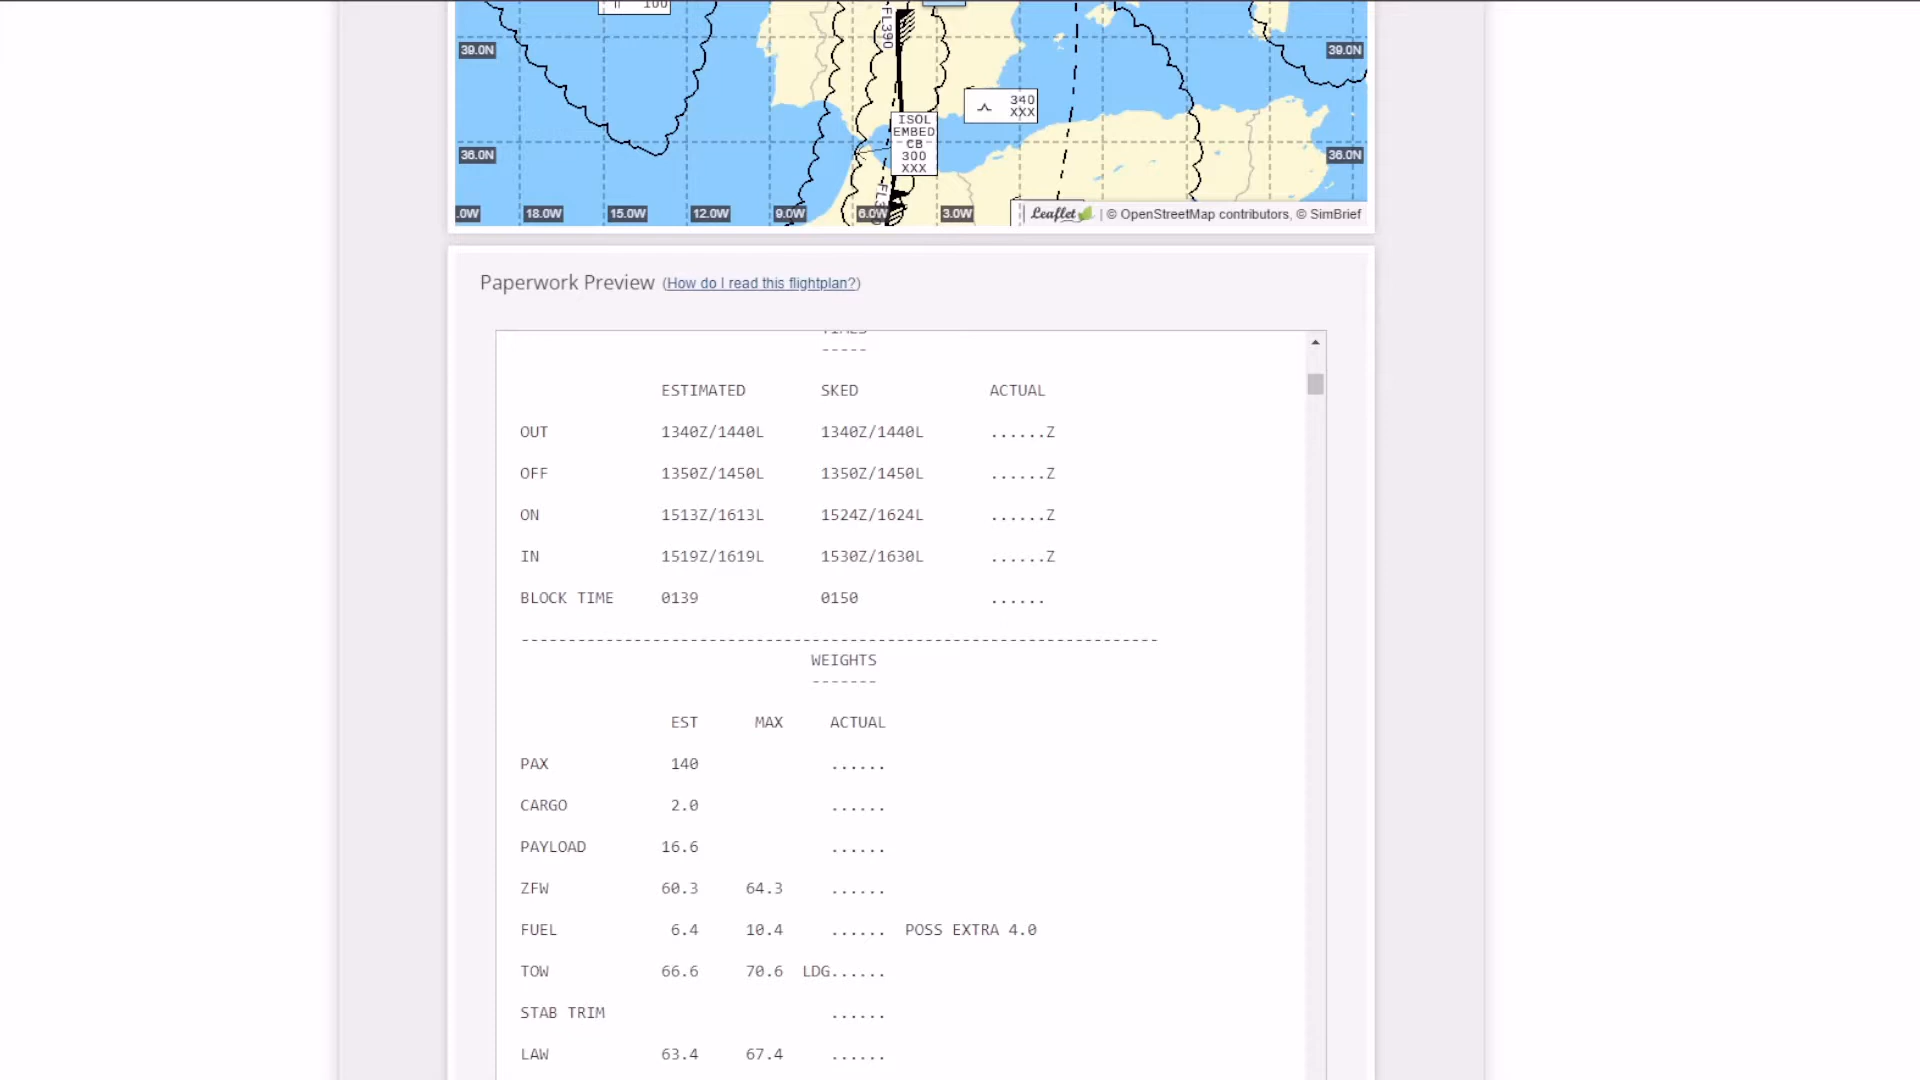 100
FL390
39.0N
39.0N
340
XXX
ISOL
EMBED
CB
300
XXX
36.0N
36.0N
.0W
18.0W
15.0W
12.0W
9.0W
6.0W
3.0W
Leaflet | © OpenStreetMap contributors, © SimBrief
Paperwork Preview (How do I read this flightplan?)
-----
ESTIMATED SKED ACTUAL
OUT 1340Z/1440L 1340Z/1440L ......Z
OFF 1350Z/1450L 1350Z/1450L ......Z
ON 1513Z/1613L 1524Z/1624L ......Z
IN 1519Z/1619L 1530Z/1630L ......Z
BLOCK TIME 0139 0150 ......
--------------------------------------------------------------------
WEIGHTS
-------
EST MAX ACTUAL
PAX 140 ......
CARGO 2.0 ......
PAYLOAD 16.6 ......
ZFW 60.3 64.3 ......
FUEL 6.4 10.4 ...... POSS EXTRA 4.0
TOW 66.6 70.6 LDG......
STAB TRIM ......
LAW 63.4 67.4 ......